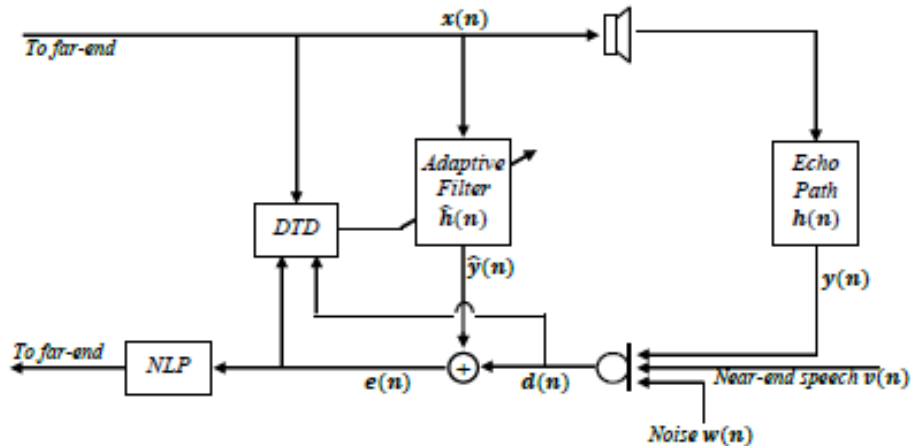 x(n)
To far-end
Adaptive
Filter
ĥ(n)
Echo
Path
h(n)
DTD
ŷ(n)
y(n)
To far-end
NLP
+
e(n)
d(n)
Near-end speech v(n)
Noise w(n)